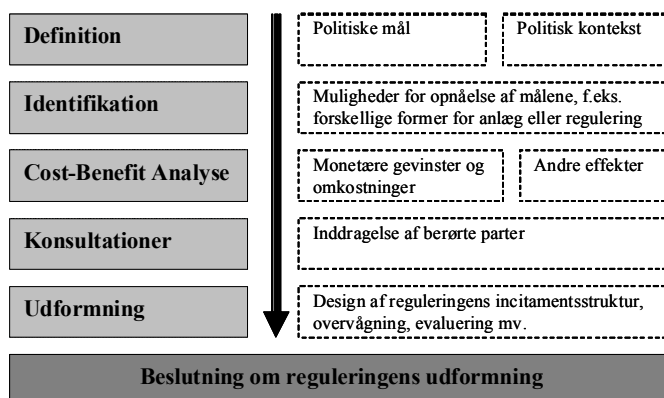 Definition
Politiske mål
Politisk kontekst
Identifikation
Muligheder for opnåelse af målene, f.eks.
forskellige former for anlæg eller regulering
Cost-Benefit Analyse
Monetære gevinster og
omkostninger
Andre effekter
Konsultationer
Inddragelse af berørte parter
Udformning
Design af reguleringens incitamentsstruktur,
overvågning, evaluering mv.
Beslutning om reguleringens udformning